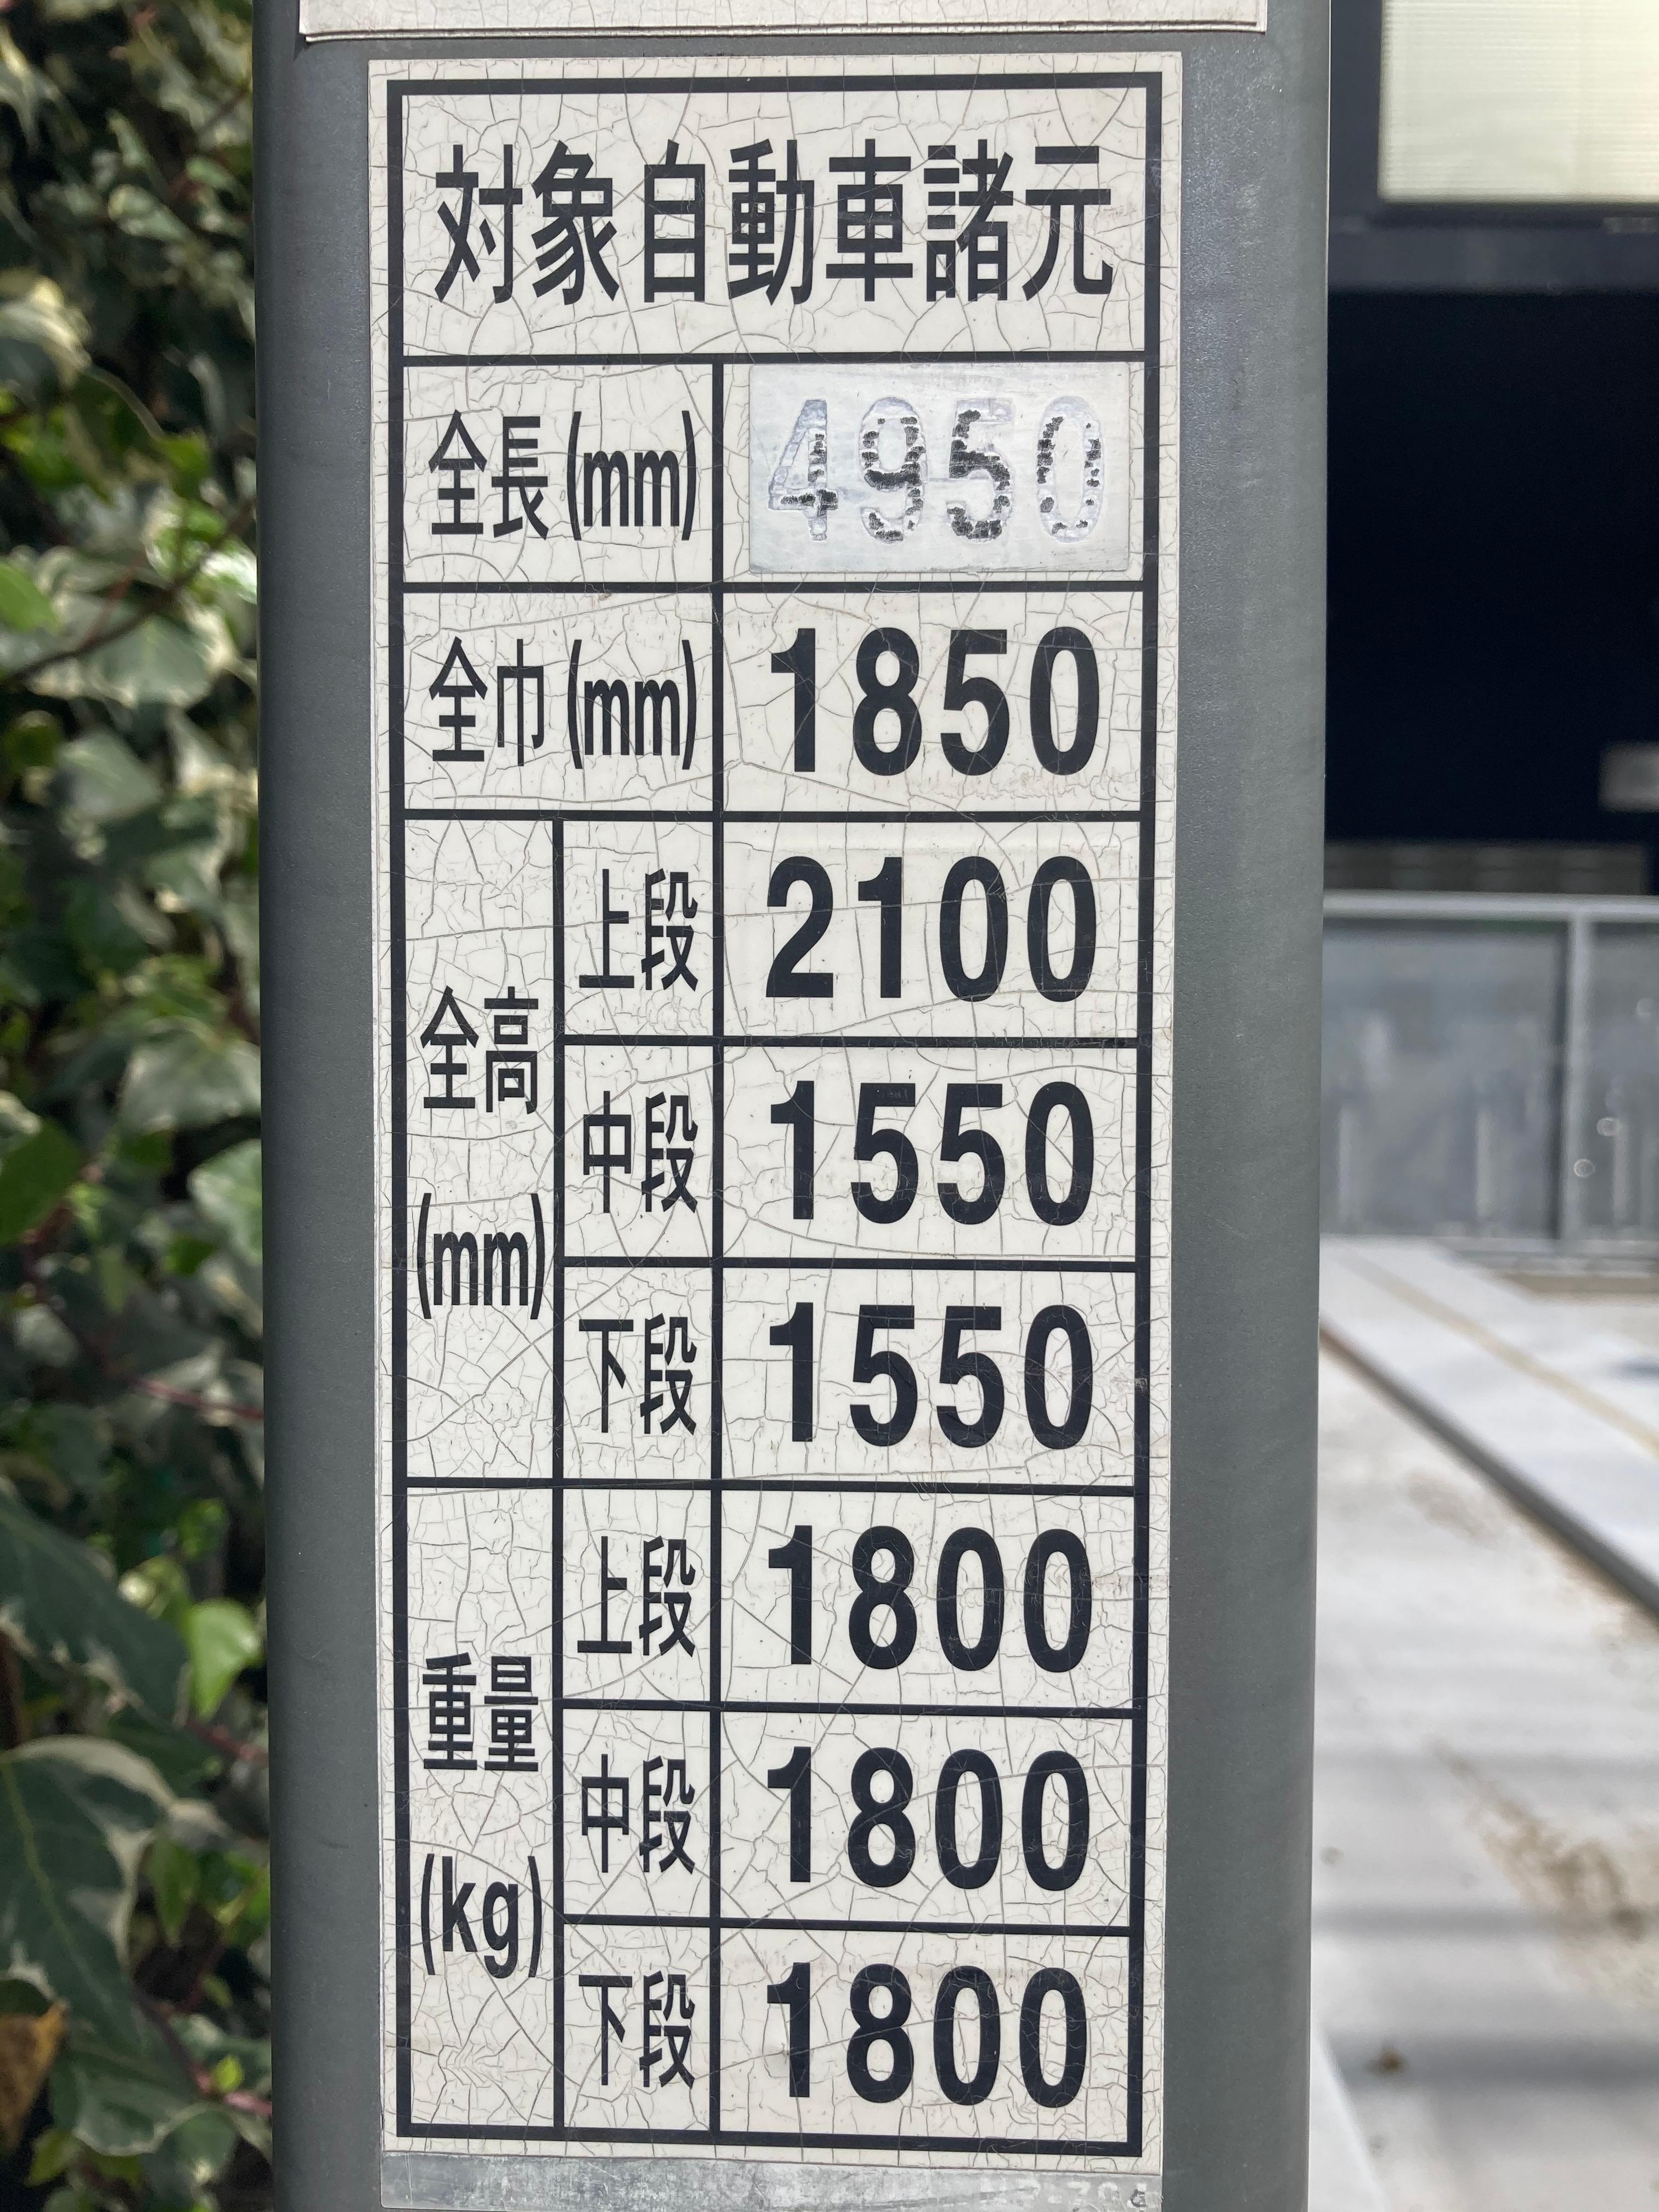 対象自動車諸元
全長(mm) 4950
全巾(mm) 1850
全高(mm)
上段 2100
中段 1550
下段 1550
重量(kg)
上段 1800
中段 1800
下段 1800